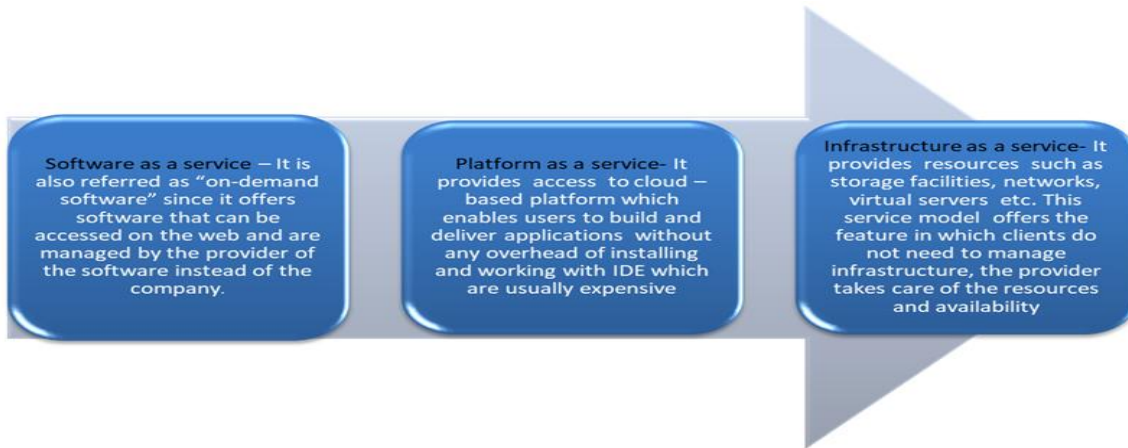 Software as a service – It is
also referred as “on-demand
software” since it offers
software that can be
accessed on the web and are
managed by the provider of
the software instead of the
company.
Platform as a service- It
provides access to cloud –
based platform which
enables users to build and
deliver applications without
any overhead of installing
and working with IDE which
are usually expensive
Infrastructure as a service- It
provides resources such as
storage facilities, networks,
virtual servers etc. This
service model offers the
feature in which clients do
not need to manage
infrastructure, the provider
takes care of the resources
and availability